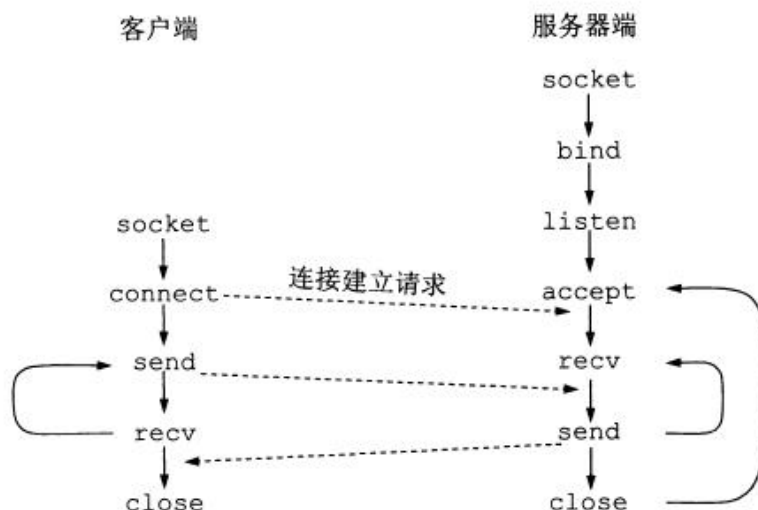 客户端
服务器端
socket
bind
listen
socket
连接建立请求
connect
accept
send
recv
recv
send
close
close